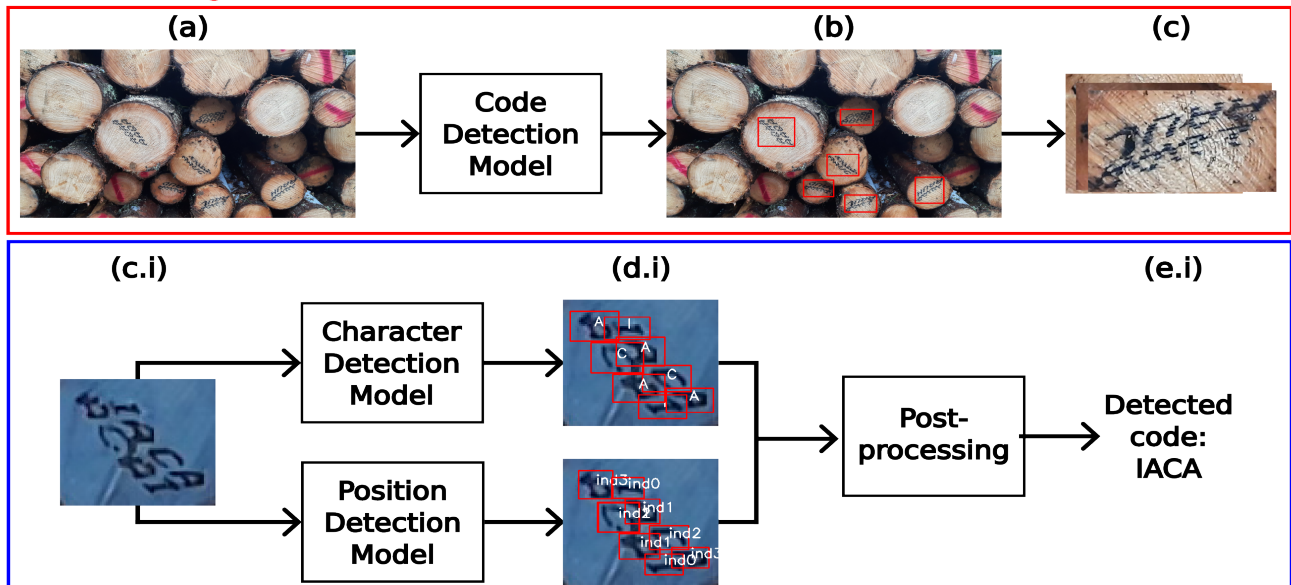 (a)
(b)
(c)
Code
Detection
Model
(c.i)
(d.i)
(e.i)
Character
Detection
Model
A
I
C
A
A
C
I
A
Position
Detection
Model
ind3
ind0
ind2
ind1
ind1
ind2
ind0
ind3
Post-
processing
Detected
code:
IACA